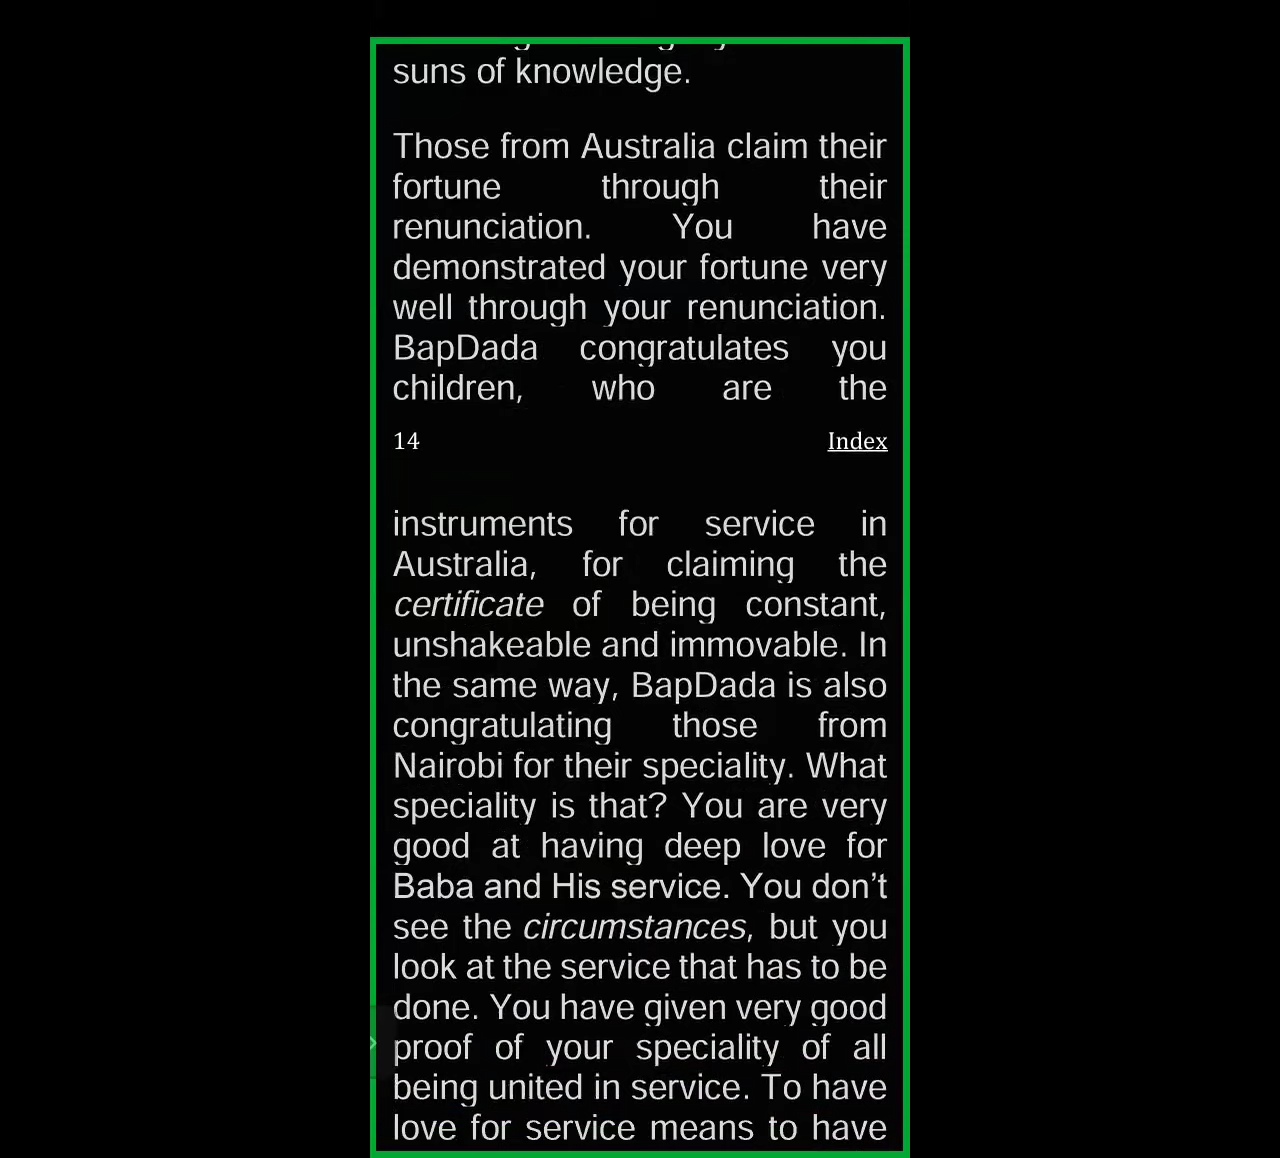 suns of knowledge.
Those from Australia claim their
fortune through their
renunciation. You have
demonstrated your fortune very
well through your renunciation.
BapDada congratulates you
children, who are the
14 Index
instruments for service in
Australia, for claiming the
certificate of being constant,
unshakeable and immovable. In
the same way, BapDada is also
congratulating those from
Nairobi for their speciality. What
speciality is that? You are very
good at having deep love for
Baba and His service. You don’t
see the circumstances, but you
look at the service that has to be
done. You have given very good
proof of your speciality of all
being united in service. To have
love for service means to have